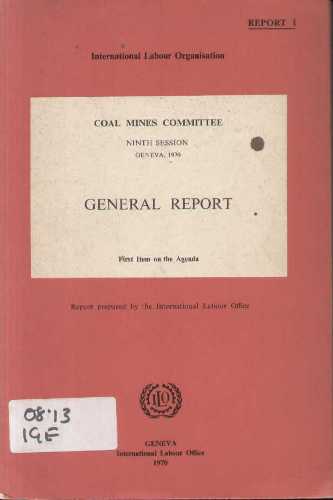 REPORT I
International Labour Organisation
COAL MINES COMMITTEE
NINTH SESSION
GENEVA, 1970
GENERAL REPORT
First Item on the Agenda
Report prepared by the International Labour Office
ILO
08.13
GENEVA
International Labour Office
1970